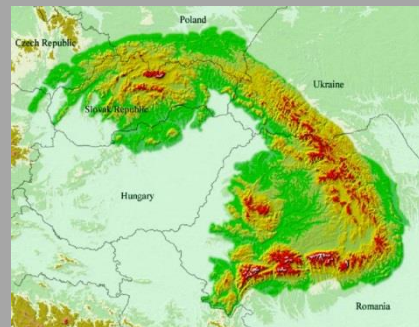 Poland
Czech Republic
Ukraine
Slovak Republic
Hungary
Romania